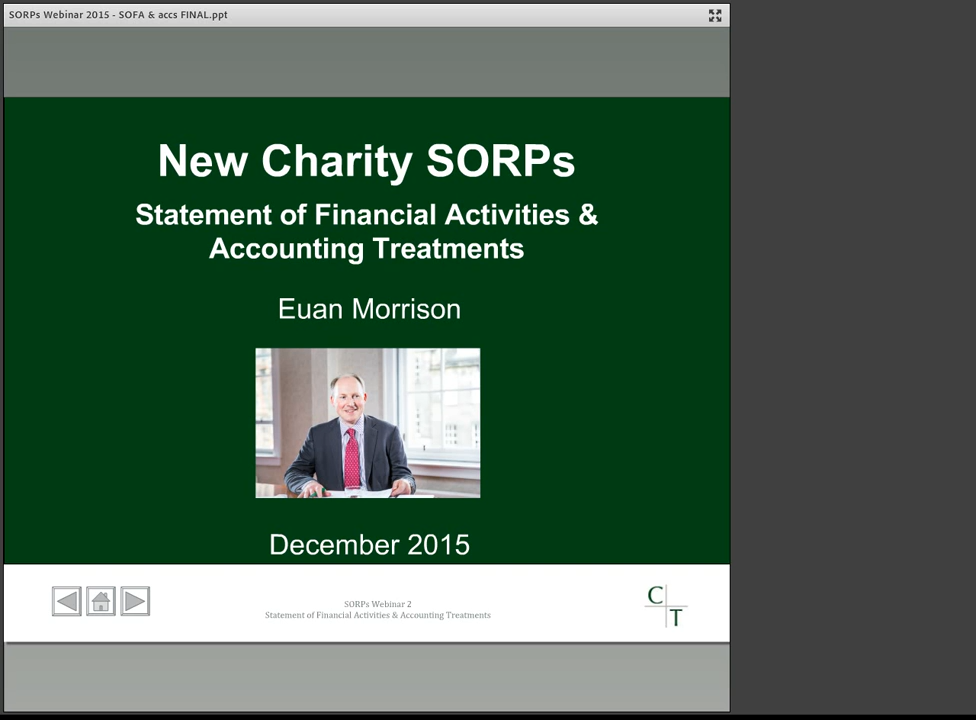 SORPs Webinar 2015 - SOFA & accs FINAL.ppt
New Charity SORPs
Statement of Financial Activities &
Accounting Treatments
Euan Morrison
December 2015
SORPs Webinar 2
Statement of Financial Activities & Accounting Treatments
C
T